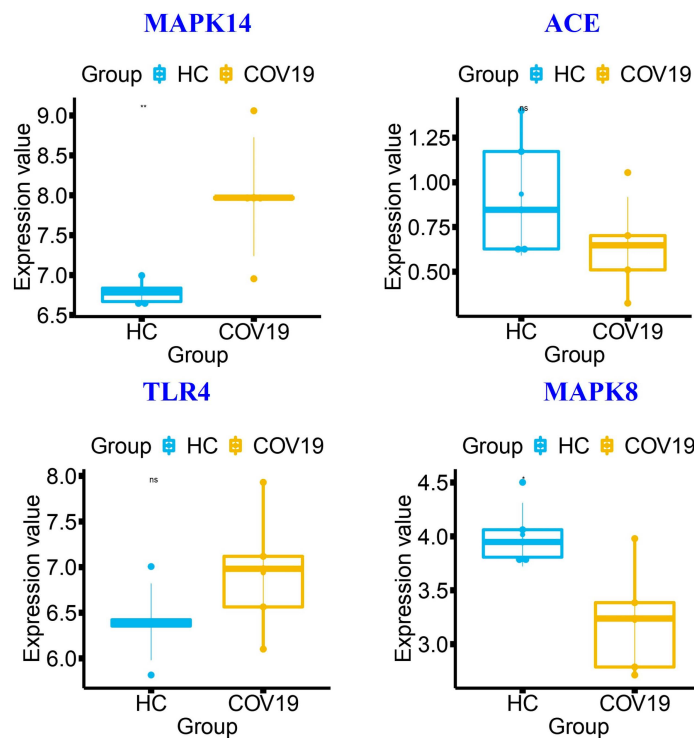 MAPK14
Group HC COV19
**
Expression value
9.0
8.5
8.0
7.5
7.0
6.5
HC COV19
Group
ACE
Group HC COV19
ns
Expression value
1.25
1.00
0.75
0.50
HC COV19
Group
TLR4
Group HC COV19
ns
Expression value
8.0
7.5
7.0
6.5
6.0
HC COV19
Group
MAPK8
Group HC COV19
*
Expression value
4.5
4.0
3.5
3.0
HC COV19
Group